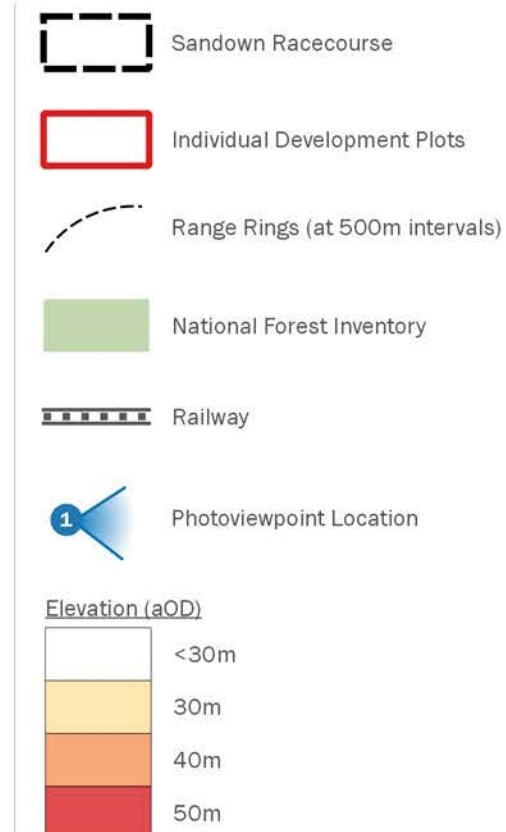 Sandown Racecourse
Individual Development Plots
Range Rings (at 500m intervals)
National Forest Inventory
Railway
1
Photoviewpoint Location
Elevation (aOD)
<30m
30m
40m
50m